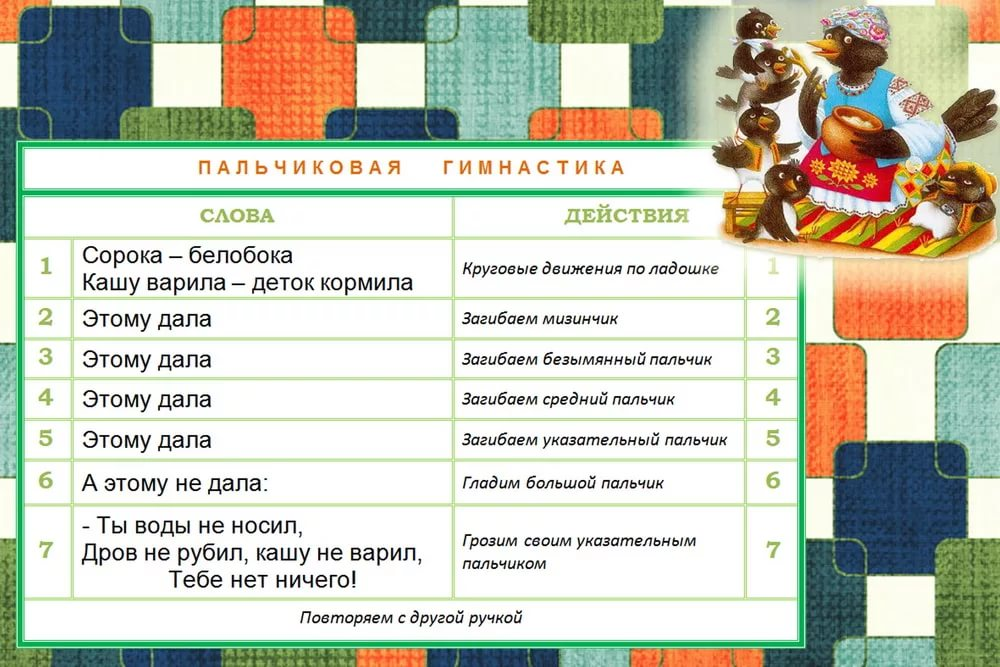 ПАЛЬЧИКОВАЯ ГИМНАСТИКА
СЛОВА ДЕЙСТВИЯ
1 Сорока – белобока
Кашу варила – деток кормила Круговые движения по ладошке 1
2 Этому дала Загибаем мизинчик 2
3 Этому дала Загибаем безымянный пальчик 3
4 Этому дала Загибаем средний пальчик 4
5 Этому дала Загибаем указательный пальчик 5
6 А этому не дала: Гладим большой пальчик 6
7 - Ты воды не носил,
Дров не рубил, кашу не варил,
Тебе нет ничего! Грозим своим указательным
пальчиком 7
Повторяем с другой ручкой